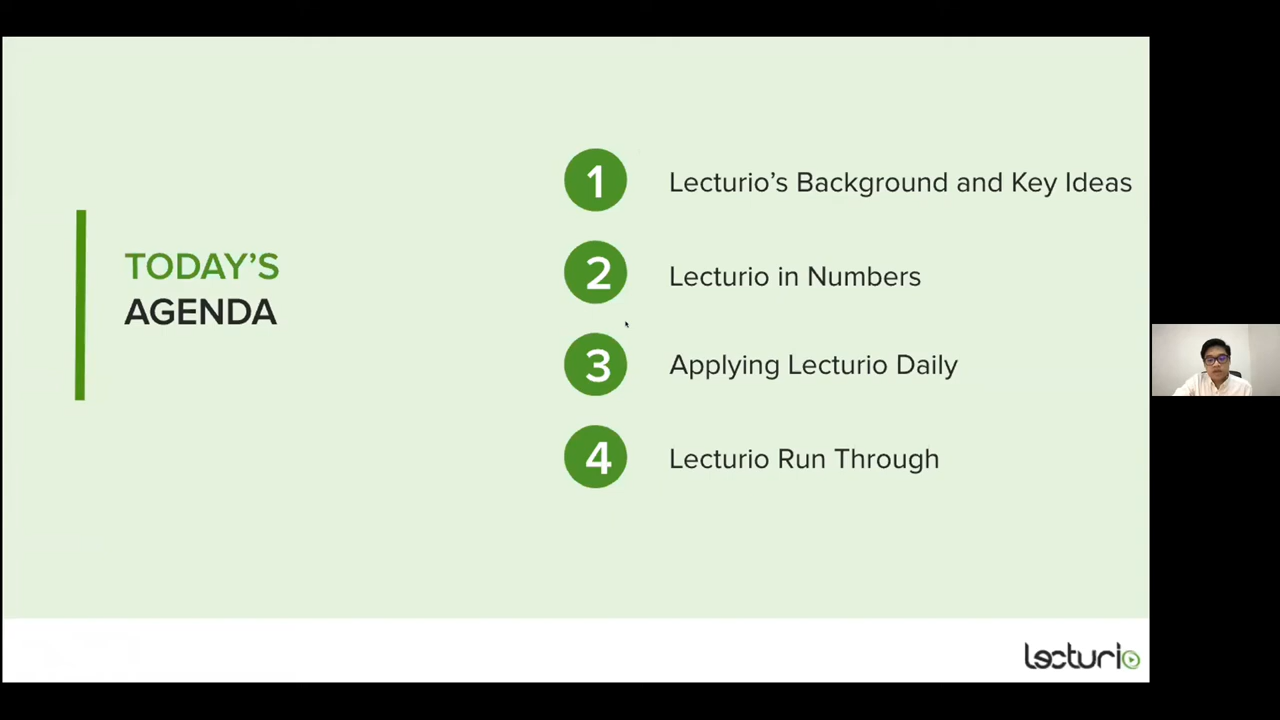 TODAY'S
AGENDA
1 Lecturio's Background and Key Ideas
2 Lecturio in Numbers
3 Applying Lecturio Daily
4 Lecturio Run Through
lecturio